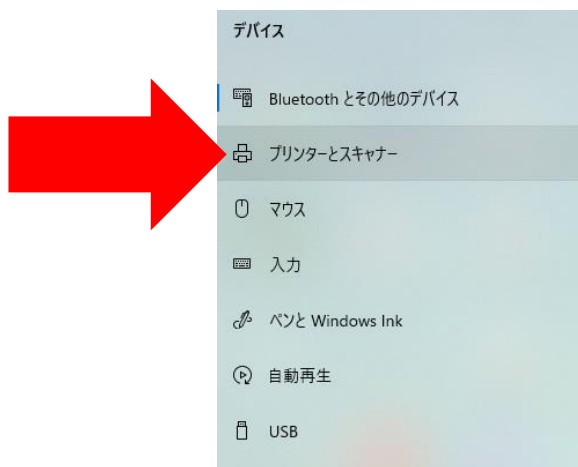 デバイス
Bluetooth とその他のデバイス
プリンターとスキャナー
マウス
入力
ペンと Windows Ink
自動再生
USB